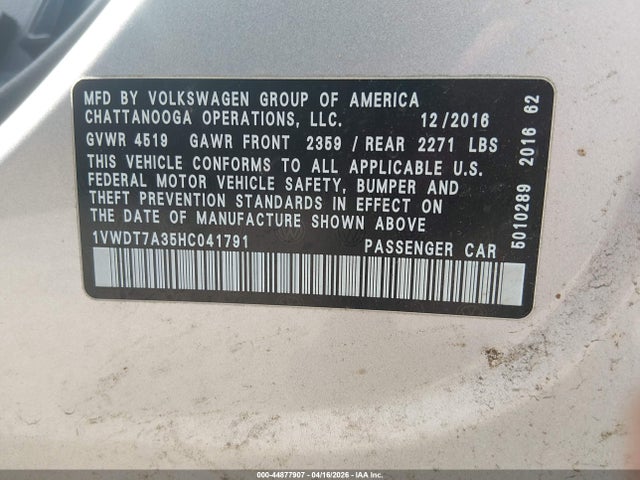 MFD BY VOLKSWAGEN GROUP OF AMERICA
CHATTANOOGA OPERATIONS, LLC. 12/2016
GVWR 4519 GAWR FRONT 2359 / REAR 2271 LBS
THIS VEHICLE CONFORMS TO ALL APPLICABLE U.S.
FEDERAL MOTOR VEHICLE SAFETY, BUMPER AND
THEFT PREVENTION STANDARDS IN EFFECT ON
THE DATE OF MANUFACTURE SHOWN ABOVE
1VWDT7A35HC041791 PASSENGER CAR
5010289 2016 62
000-44877907 - 04/16/2026 - IAA Inc.